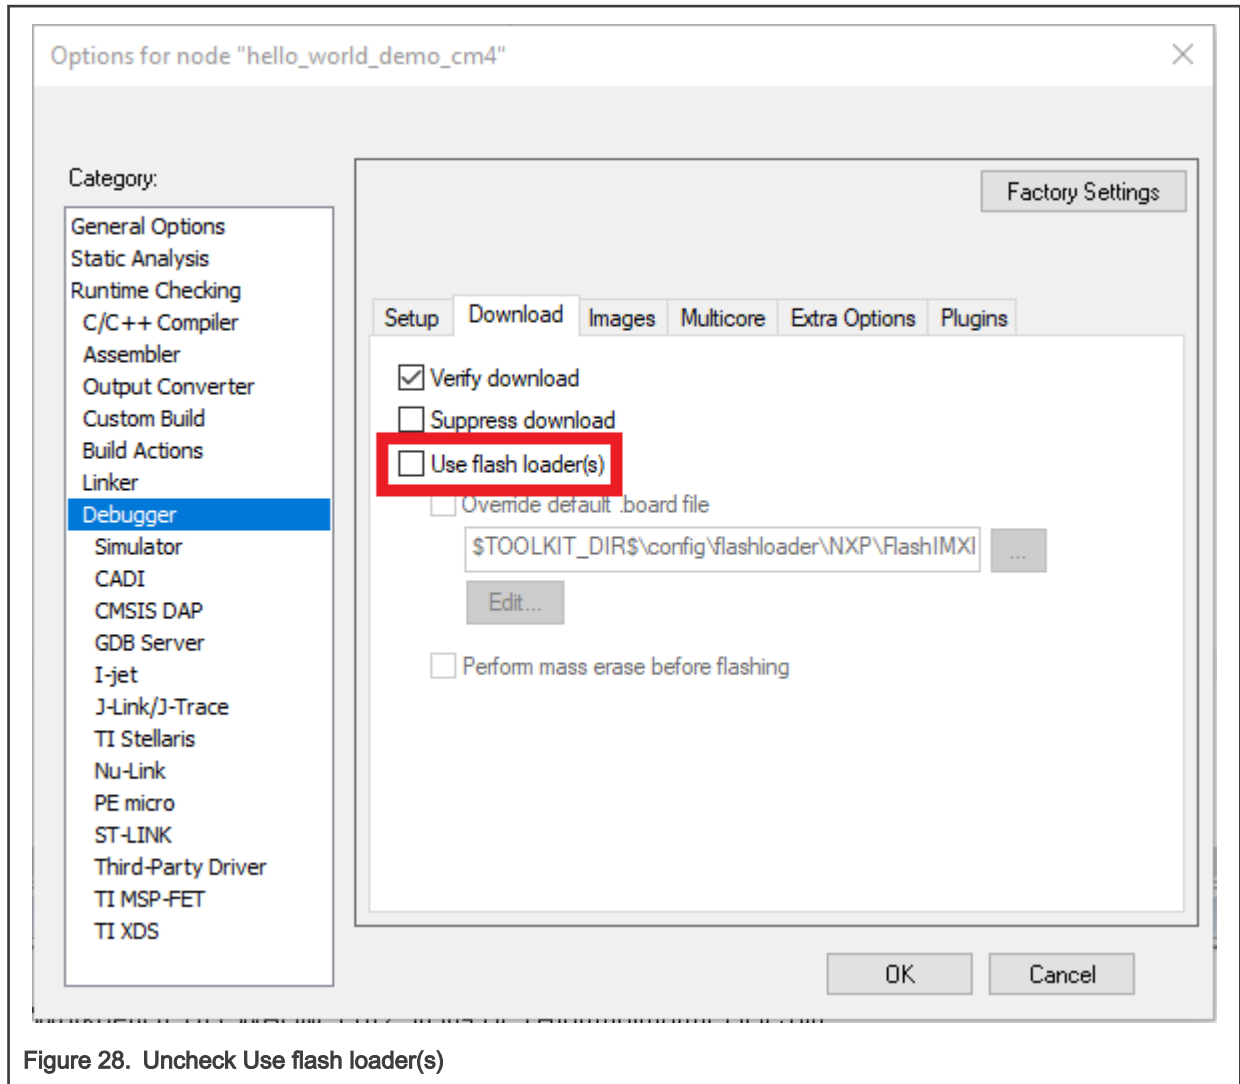 Options for node "hello_world_demo_cm4"
Category:
Factory Settings
General Options
Static Analysis
Runtime Checking
C/C++ Compiler
Assembler
Output Converter
Custom Build
Build Actions
Linker
Debugger
Simulator
CADI
CMSIS DAP
GDB Server
I-jet
J-Link/J-Trace
TI Stellaris
Nu-Link
PE micro
ST-LINK
Third-Party Driver
TI MSP-FET
TI XDS
Setup Download Images Multicore Extra Options Plugins
Verify download
Suppress download
Use flash loader(s)
Override default .board file
$TOOLKIT_DIR$\config\flashloader\NXP\FlashIMXI ...
Edit...
Perform mass erase before flashing
OK Cancel
Figure 28. Uncheck Use flash loader(s)